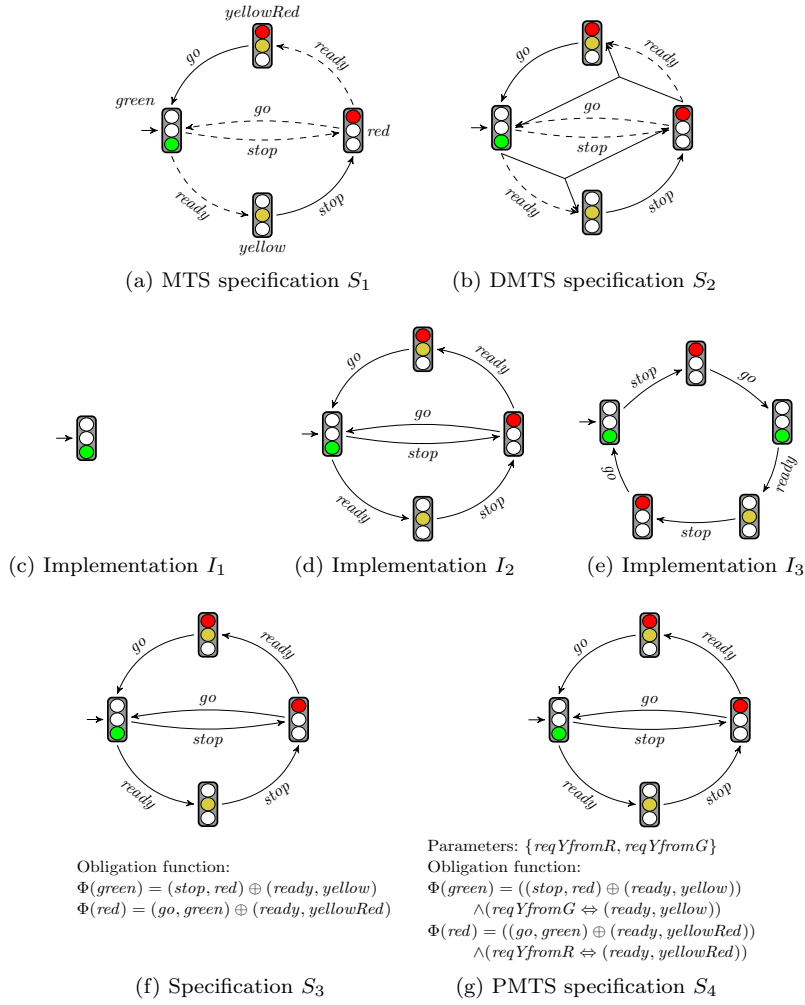 yellowRed
go
ready
green
go
red
stop
ready
stop
yellow
(a) MTS specification S₁
go
ready
go
stop
ready
stop
(b) DMTS specification S₂
(c) Implementation I₁
go
ready
go
stop
ready
stop
(d) Implementation I₂
stop
go
ready
go
stop
(e) Implementation I₃
go
ready
go
stop
ready
stop
Obligation function:
Φ(green) = (stop, red) ⊕ (ready, yellow)
Φ(red) = (go, green) ⊕ (ready, yellowRed)
(f) Specification S₃
go
ready
go
stop
ready
stop
Parameters: {reqYfromR, reqYfromG}
Obligation function:
Φ(green) = ((stop, red) ⊕ (ready, yellow))
∧(reqYfromG ⇔ (ready, yellow))
Φ(red) = ((go, green) ⊕ (ready, yellowRed))
∧(reqYfromR ⇔ (ready, yellowRed))
(g) PMTS specification S₄